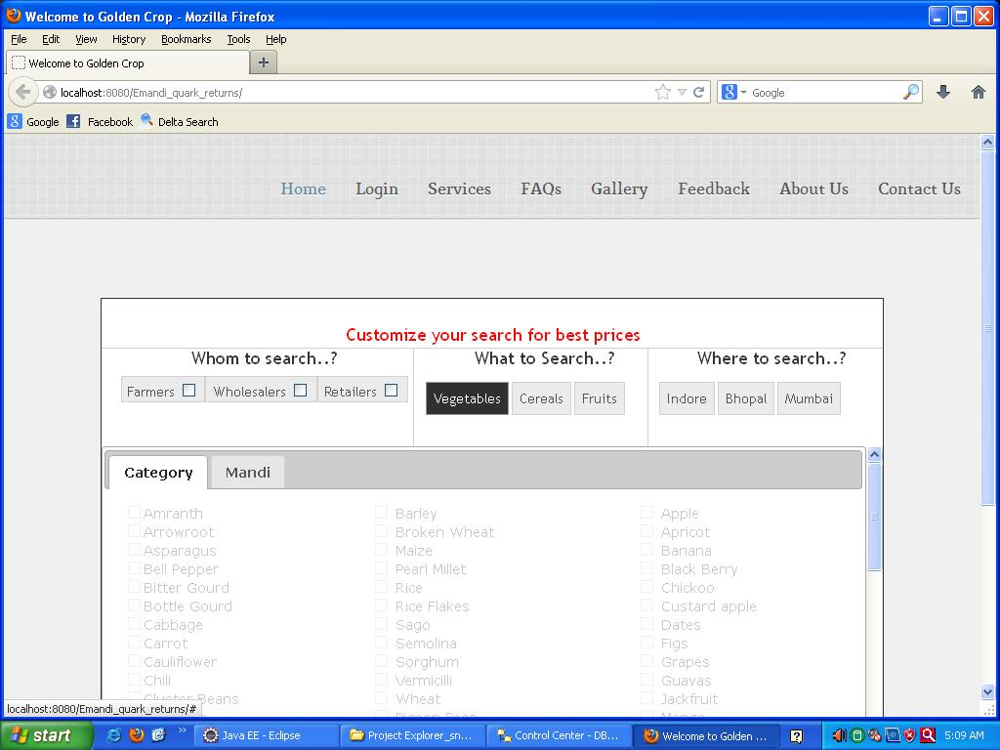 Welcome to Golden Crop - Mozilla Firefox
File Edit View History Bookmarks Tools Help
Welcome to Golden Crop
localhost:8080/Emandi_quark_returns/ Google
Google Facebook Delta Search
Home Login Services FAQs Gallery Feedback About Us Contact Us
Customize your search for best prices
Whom to search..? What to Search..? Where to search..?
Farmers Wholesalers Retailers Vegetables Cereals Fruits Indore Bhopal Mumbai
Category Mandi
Amranth Barley Apple
Arrowroot Broken Wheat Apricot
Asparagus Maize Banana
Bell Pepper Pearl Millet Black Berry
Bitter Gourd Rice Chickoo
Bottle Gourd Rice Flakes Custard apple
Cabbage Sago Dates
Carrot Semolina Figs
Cauliflower Sorghum Grapes
Chili Vermicilli Guavas
Cluster Beans Wheat Jackfruit
localhost:8080/Emandi_quark_returns/#
start Java EE - Eclipse Project Explorer_sn... Control Center - DB... Welcome to Golden ... 5:09 AM